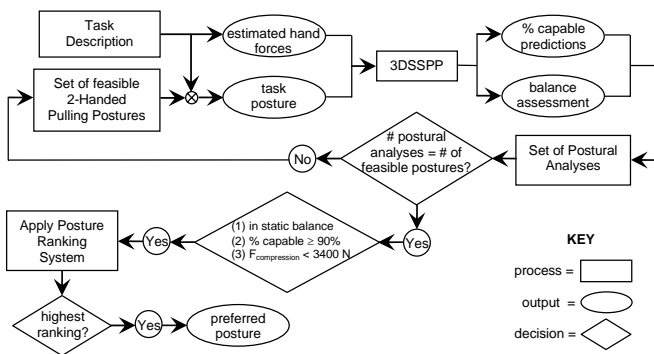 Task
Description
estimated hand
forces
% capable
predictions
3DSSPP
Set of feasible
2-Handed
Pulling Postures
task
posture
balance
assessment
# postural
analyses = # of
feasible postures?
No
Set of Postural
Analyses
Apply Posture
Ranking
System
Yes
(1) in static balance
(2) % capable ≥ 90%
(3) Fcompression < 3400 N
Yes
KEY
process =
output =
decision =
highest
ranking?
Yes
preferred
posture